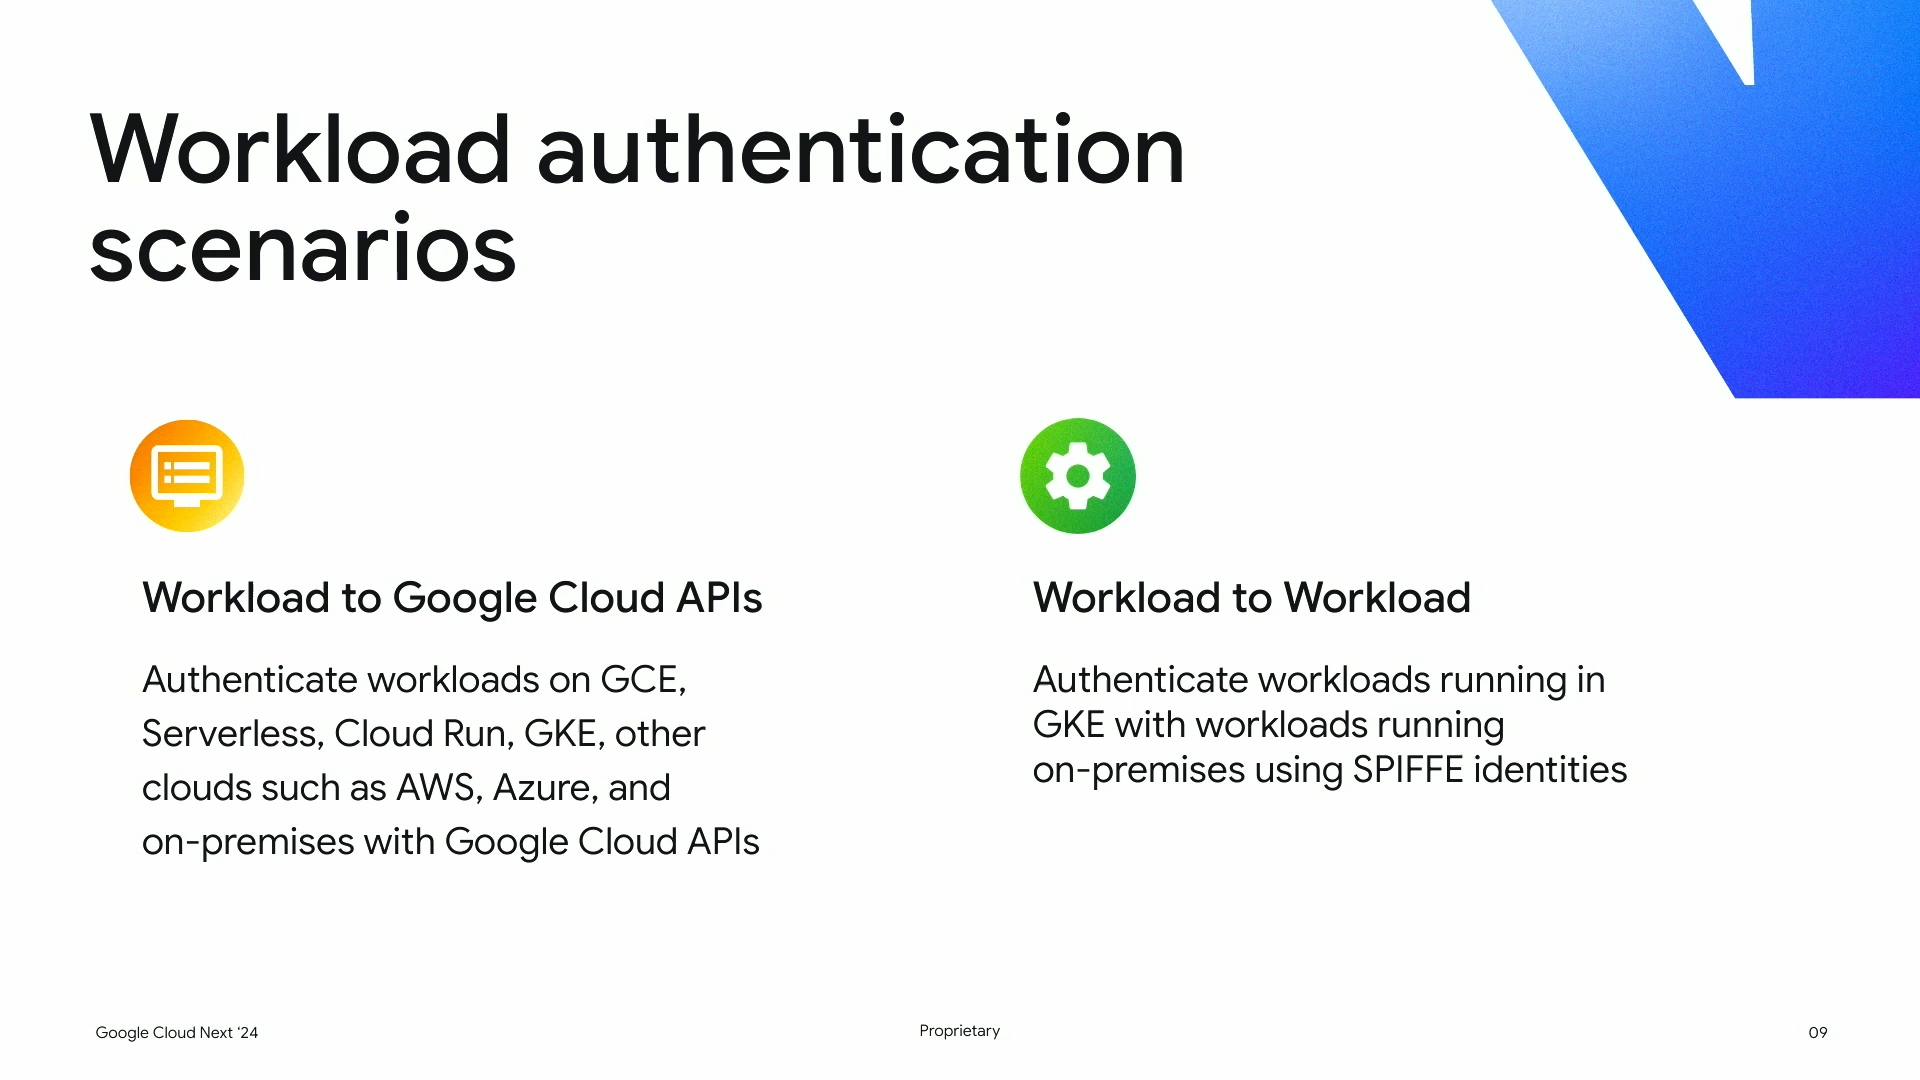 Workload authentication
scenarios
Workload to Google Cloud APIs
Authenticate workloads on GCE,
Serverless, Cloud Run, GKE, other
clouds such as AWS, Azure, and
on-premises with Google Cloud APIs
Workload to Workload
Authenticate workloads running in
GKE with workloads running
on-premises using SPIFFE identities
Google Cloud Next ‘24
Proprietary
09